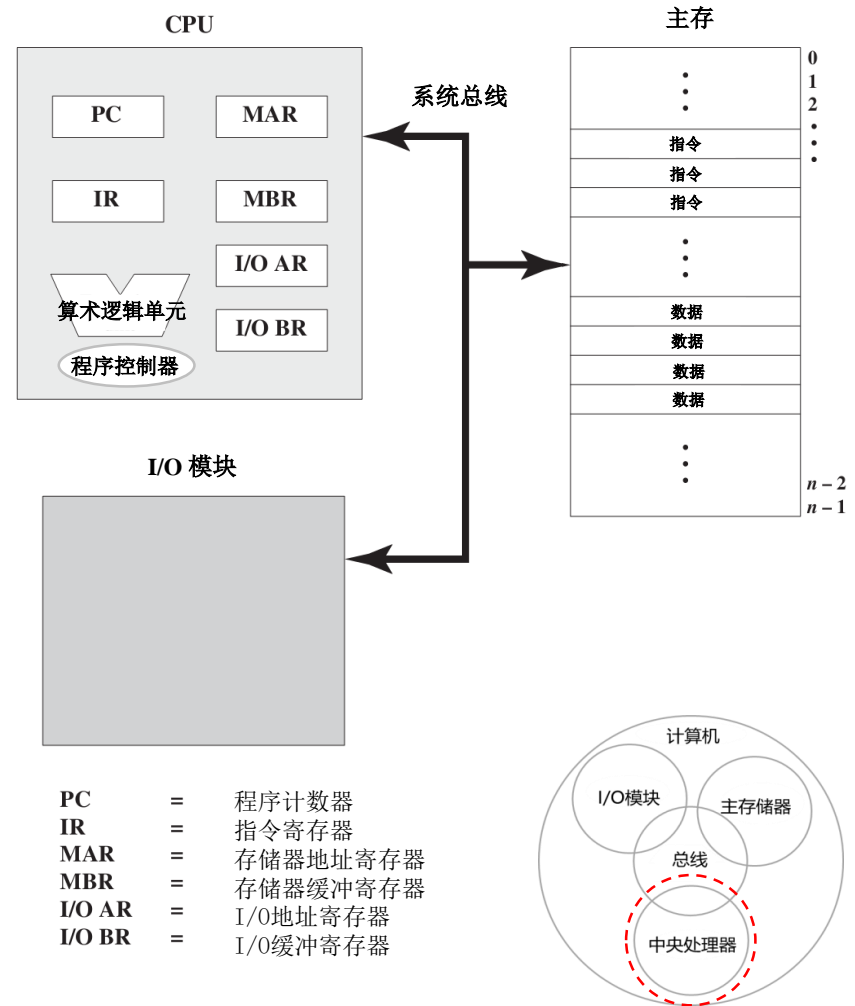 CPU
主存
系统总线
PC
MAR
IR
MBR
I/O AR
I/O BR
算术逻辑单元
程序控制器
0
1
2
指令
指令
指令
数据
数据
数据
数据
n – 2
n – 1
I/O 模块
PC = 程序计数器
IR = 指令寄存器
MAR = 存储器地址寄存器
MBR = 存储器缓冲寄存器
I/O AR = I/O地址寄存器
I/O BR = I/O缓冲寄存器
计算机
I/O模块
主存储器
总线
中央处理器